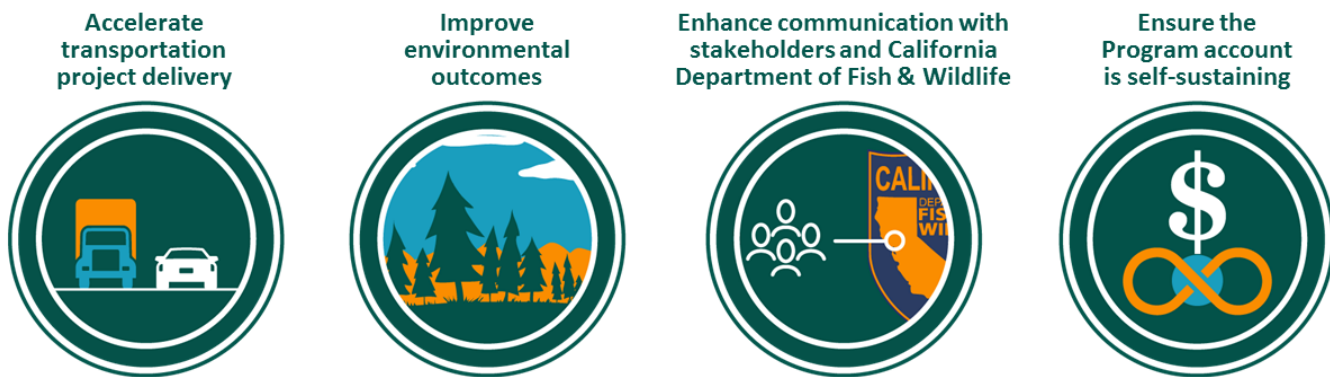 Accelerate
transportation
project delivery
Improve
environmental
outcomes
Enhance communication with
stakeholders and California
Department of Fish & Wildlife
Ensure the
Program account
is self-sustaining
$